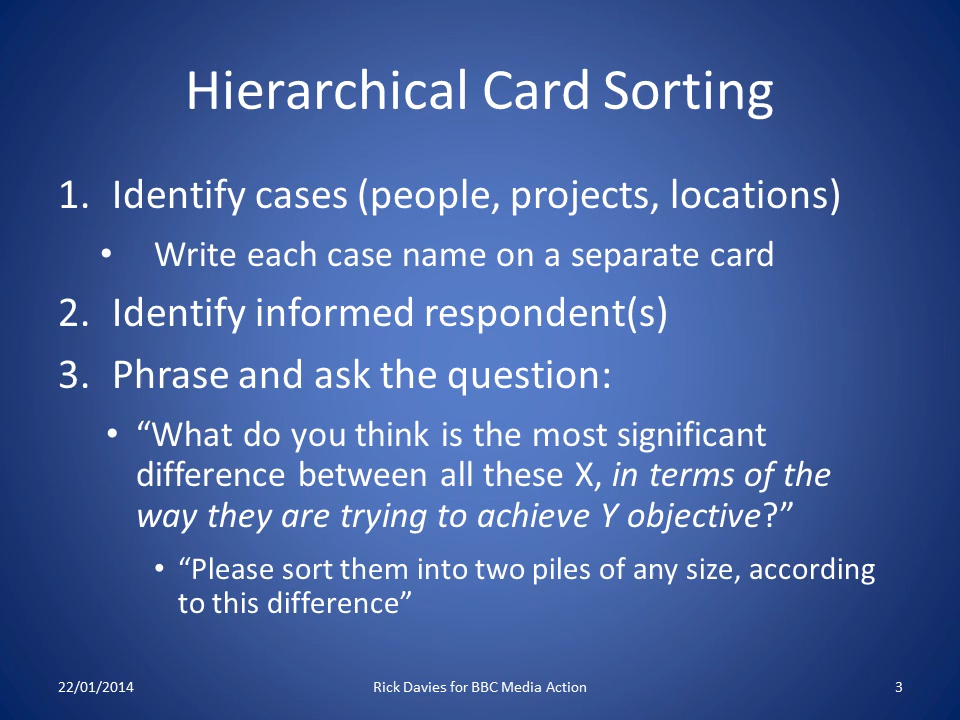 Hierarchical Card Sorting
1. Identify cases (people, projects, locations)
• Write each case name on a separate card
2. Identify informed respondent(s)
3. Phrase and ask the question:
• “What do you think is the most significant
difference between all these X, in terms of the
way they are trying to achieve Y objective?”
• “Please sort them into two piles of any size, according
to this difference”
22/01/2014 Rick Davies for BBC Media Action 3